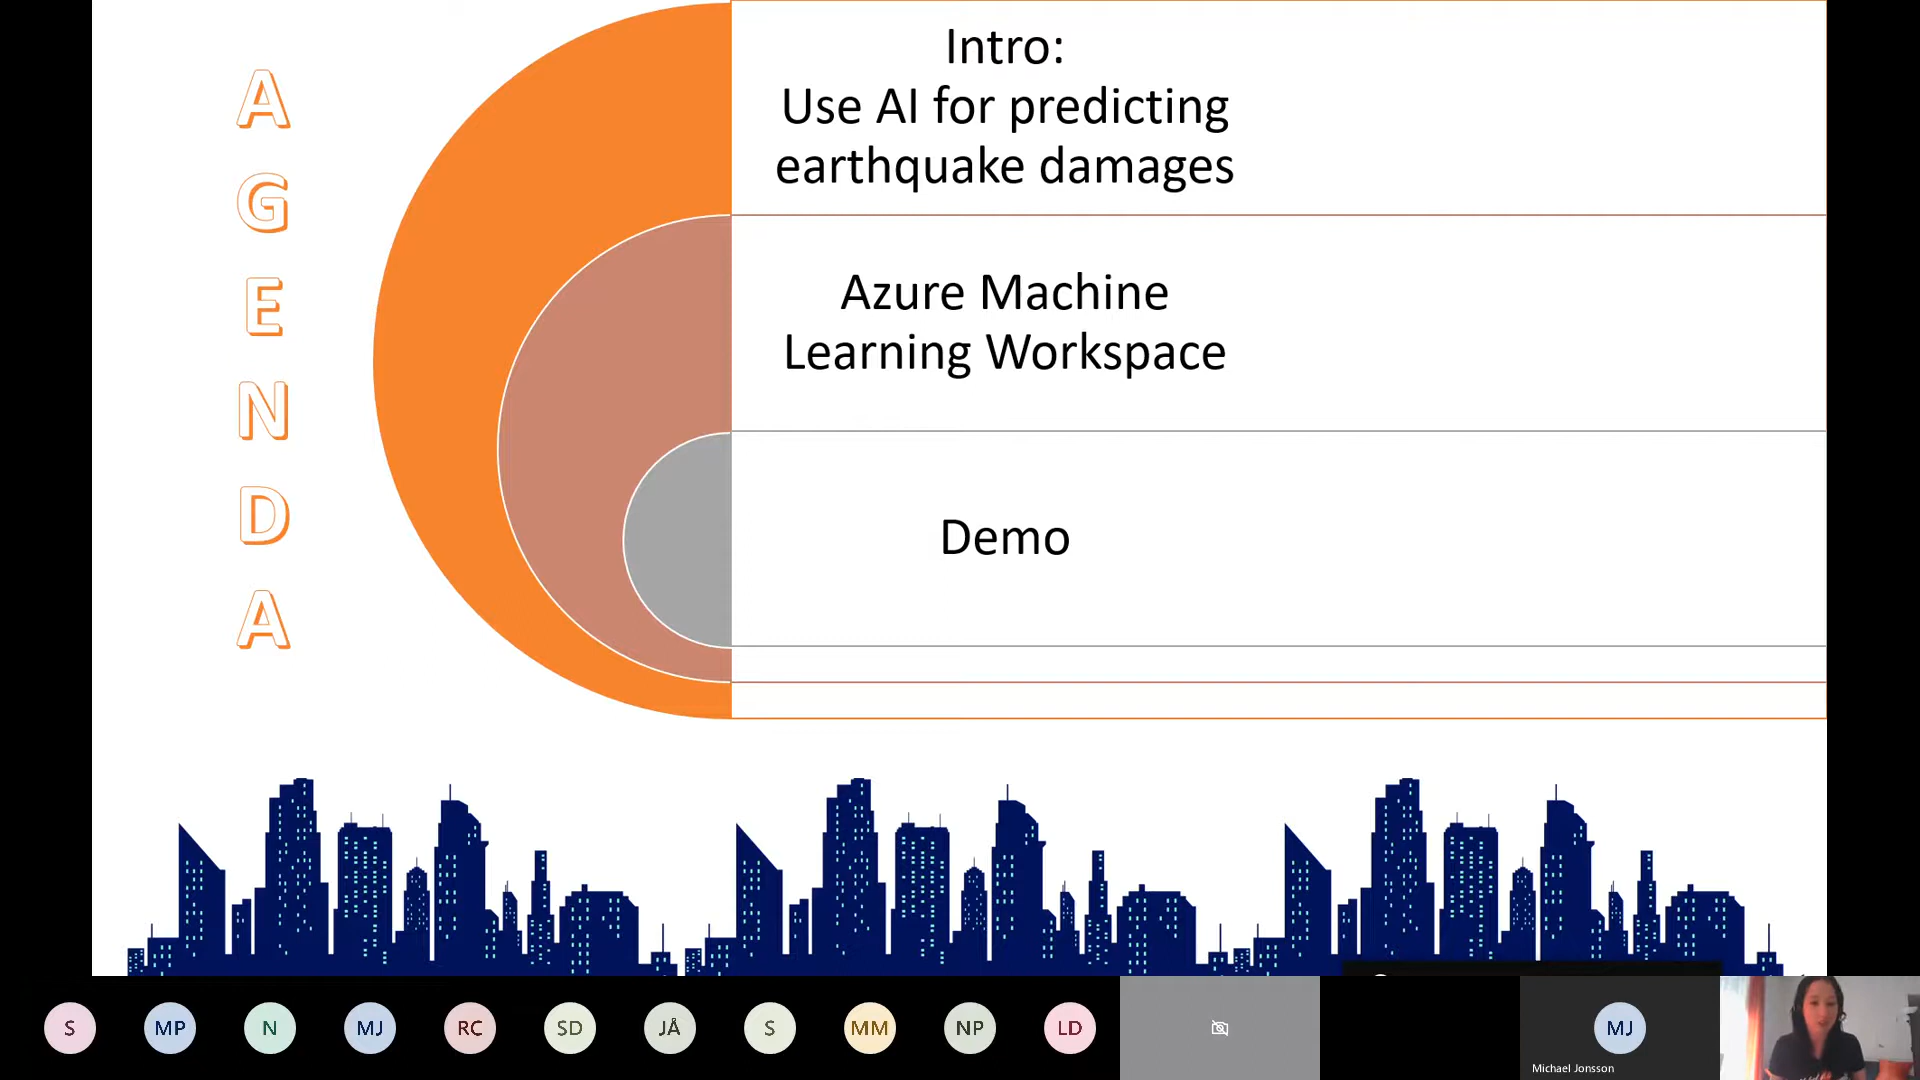 AGENDA
Intro:
Use AI for predicting
earthquake damages
Azure Machine
Learning Workspace
Demo
S
MP
N
MJ
RC
SD
JÅ
S
MM
NP
LD
MJ
Michael Jonsson